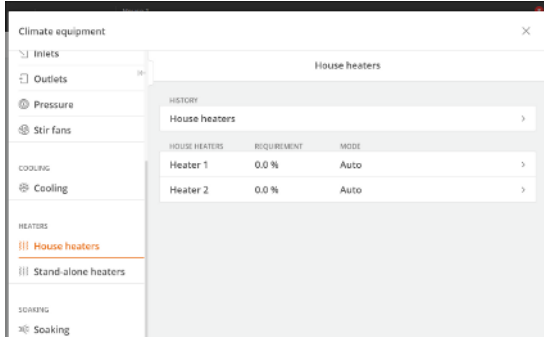 Climate equipment
Inlets
Outlets
Pressure
Stir fans
COOLING
Cooling
HEATERS
House heaters
Stand-alone heaters
SOAKING
Soaking
House heaters
HISTORY
House heaters
HOUSE HEATERS REQUIREMENT MODE
Heater 1 0.0 % Auto
Heater 2 0.0 % Auto